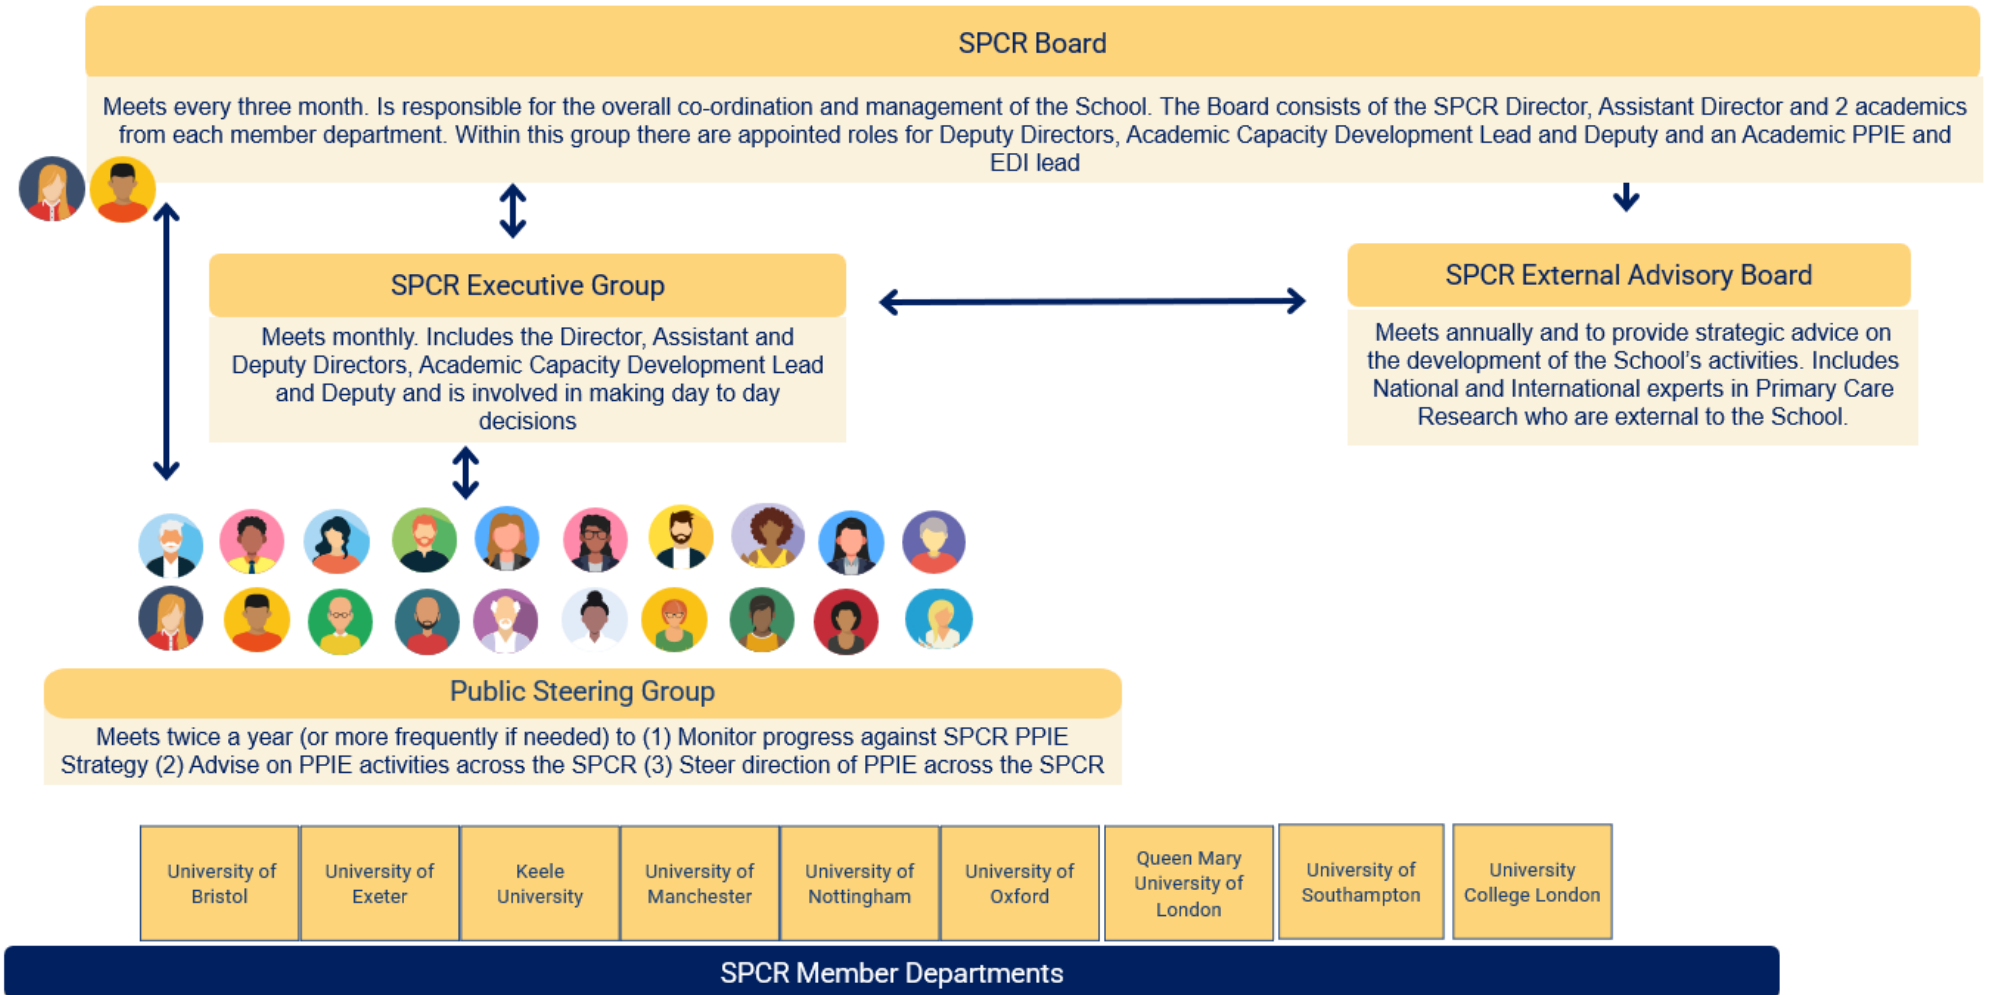 SPCR Board
Meets every three month. Is responsible for the overall co-ordination and management of the School. The Board consists of the SPCR Director, Assistant Director and 2 academics
from each member department. Within this group there are appointed roles for Deputy Directors, Academic Capacity Development Lead and Deputy and an Academic PPIE and
EDI lead
SPCR Executive Group
Meets monthly. Includes the Director, Assistant and
Deputy Directors, Academic Capacity Development Lead
and Deputy and is involved in making day to day
decisions
SPCR External Advisory Board
Meets annually and to provide strategic advice on
the development of the School's activities. Includes
National and International experts in Primary Care
Research who are external to the School.
Public Steering Group
Meets twice a year (or more frequently if needed) to (1) Monitor progress against SPCR PPIE
Strategy (2) Advise on PPIE activities across the SPCR (3) Steer direction of PPIE across the SPCR
University of
Bristol
University of
Exeter
Keele
University
University of
Manchester
University of
Nottingham
University of
Oxford
Queen Mary
University of
London
University of
Southampton
University
College London
SPCR Member Departments